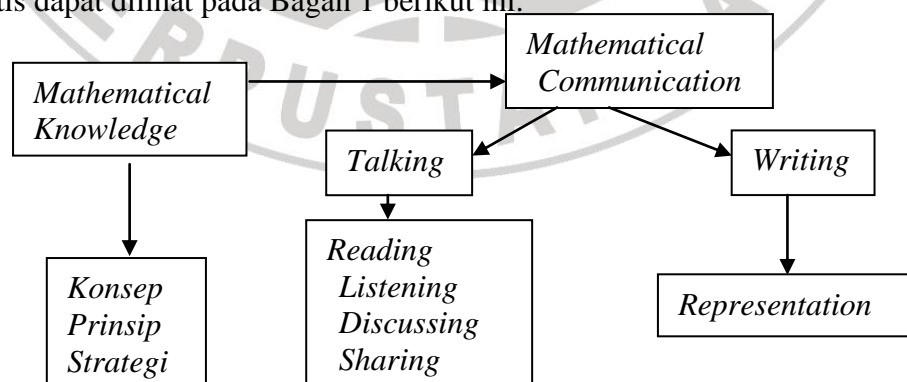 tis dapat dilihat pada Bagan 1 berikut ini.
Mathematical
Communication
Mathematical
Knowledge
Talking
Writing
Reading
Listening
Discussing
Sharing
Konsep
Prinsip
Strategi
Representation
ERPUSTA